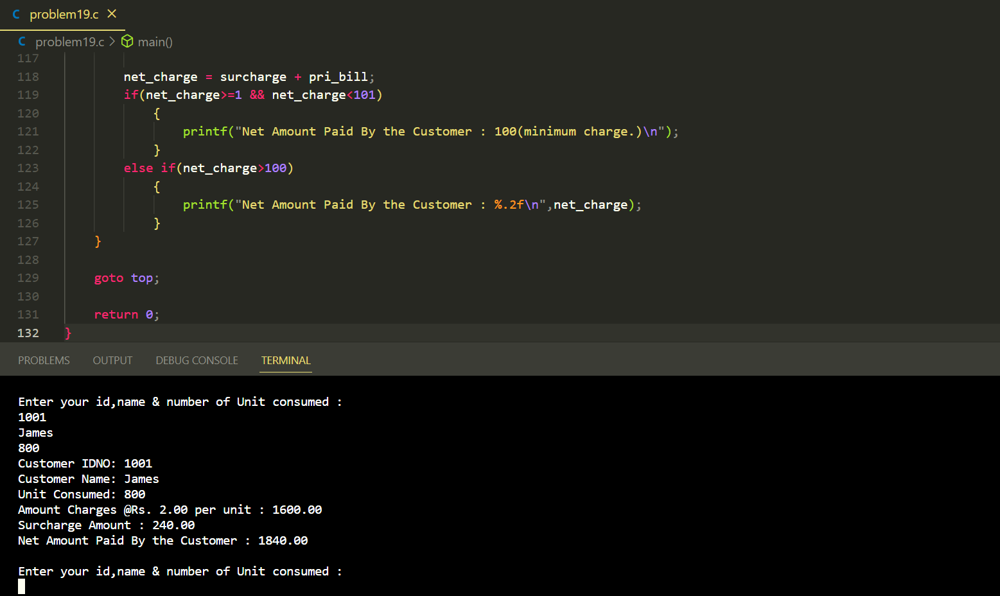 C problem19.c ×
C problem19.c > main()
117
118 net_charge = surcharge + pri_bill;
119 if(net_charge>=1 && net_charge<101)
120 {
121 printf("Net Amount Paid By the Customer : 100(minimum charge.)\n");
122 }
123 else if(net_charge>100)
124 {
125 printf("Net Amount Paid By the Customer : %.2f\n",net_charge);
126 }
127 }
128
129 goto top;
130
131 return 0;
132 }
PROBLEMS OUTPUT DEBUG CONSOLE TERMINAL
Enter your id,name & number of Unit consumed :
1001
James
800
Customer IDNO: 1001
Customer Name: James
Unit Consumed: 800
Amount Charges @Rs. 2.00 per unit : 1600.00
Surcharge Amount : 240.00
Net Amount Paid By the Customer : 1840.00
Enter your id,name & number of Unit consumed :